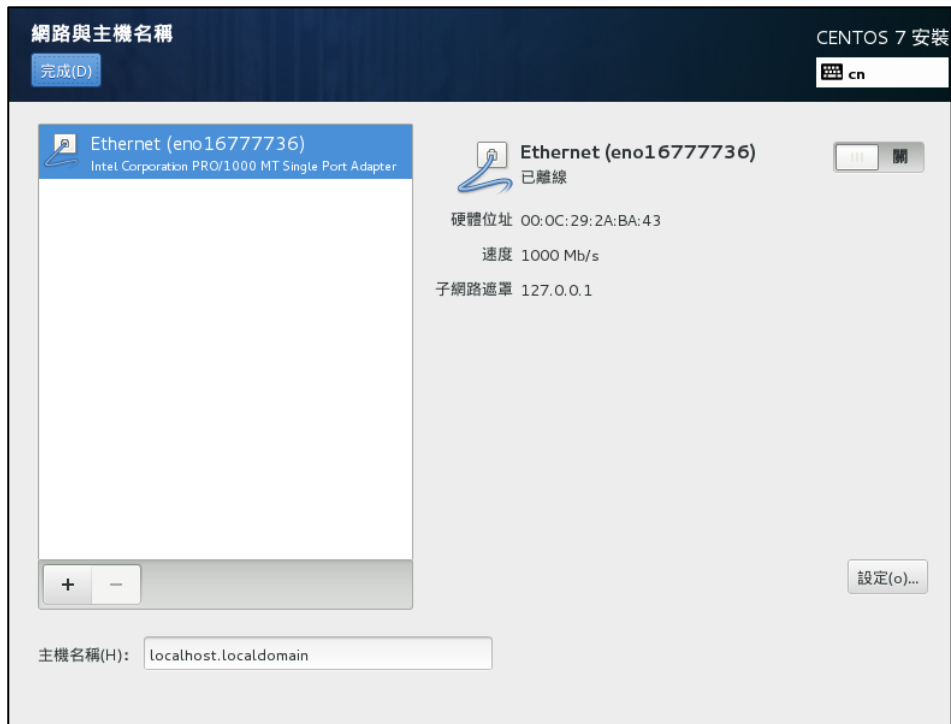 網路與主機名稱
完成(D)
CENTOS 7 安裝
cn
Ethernet (eno16777736)
Intel Corporation PRO/1000 MT Single Port Adapter
Ethernet (eno16777736)
已離線
關
硬體位址 00:0C:29:2A:BA:43
速度 1000 Mb/s
子網路遮罩 127.0.0.1
+ −
設定(o)...
主機名稱(H): localhost.localdomain